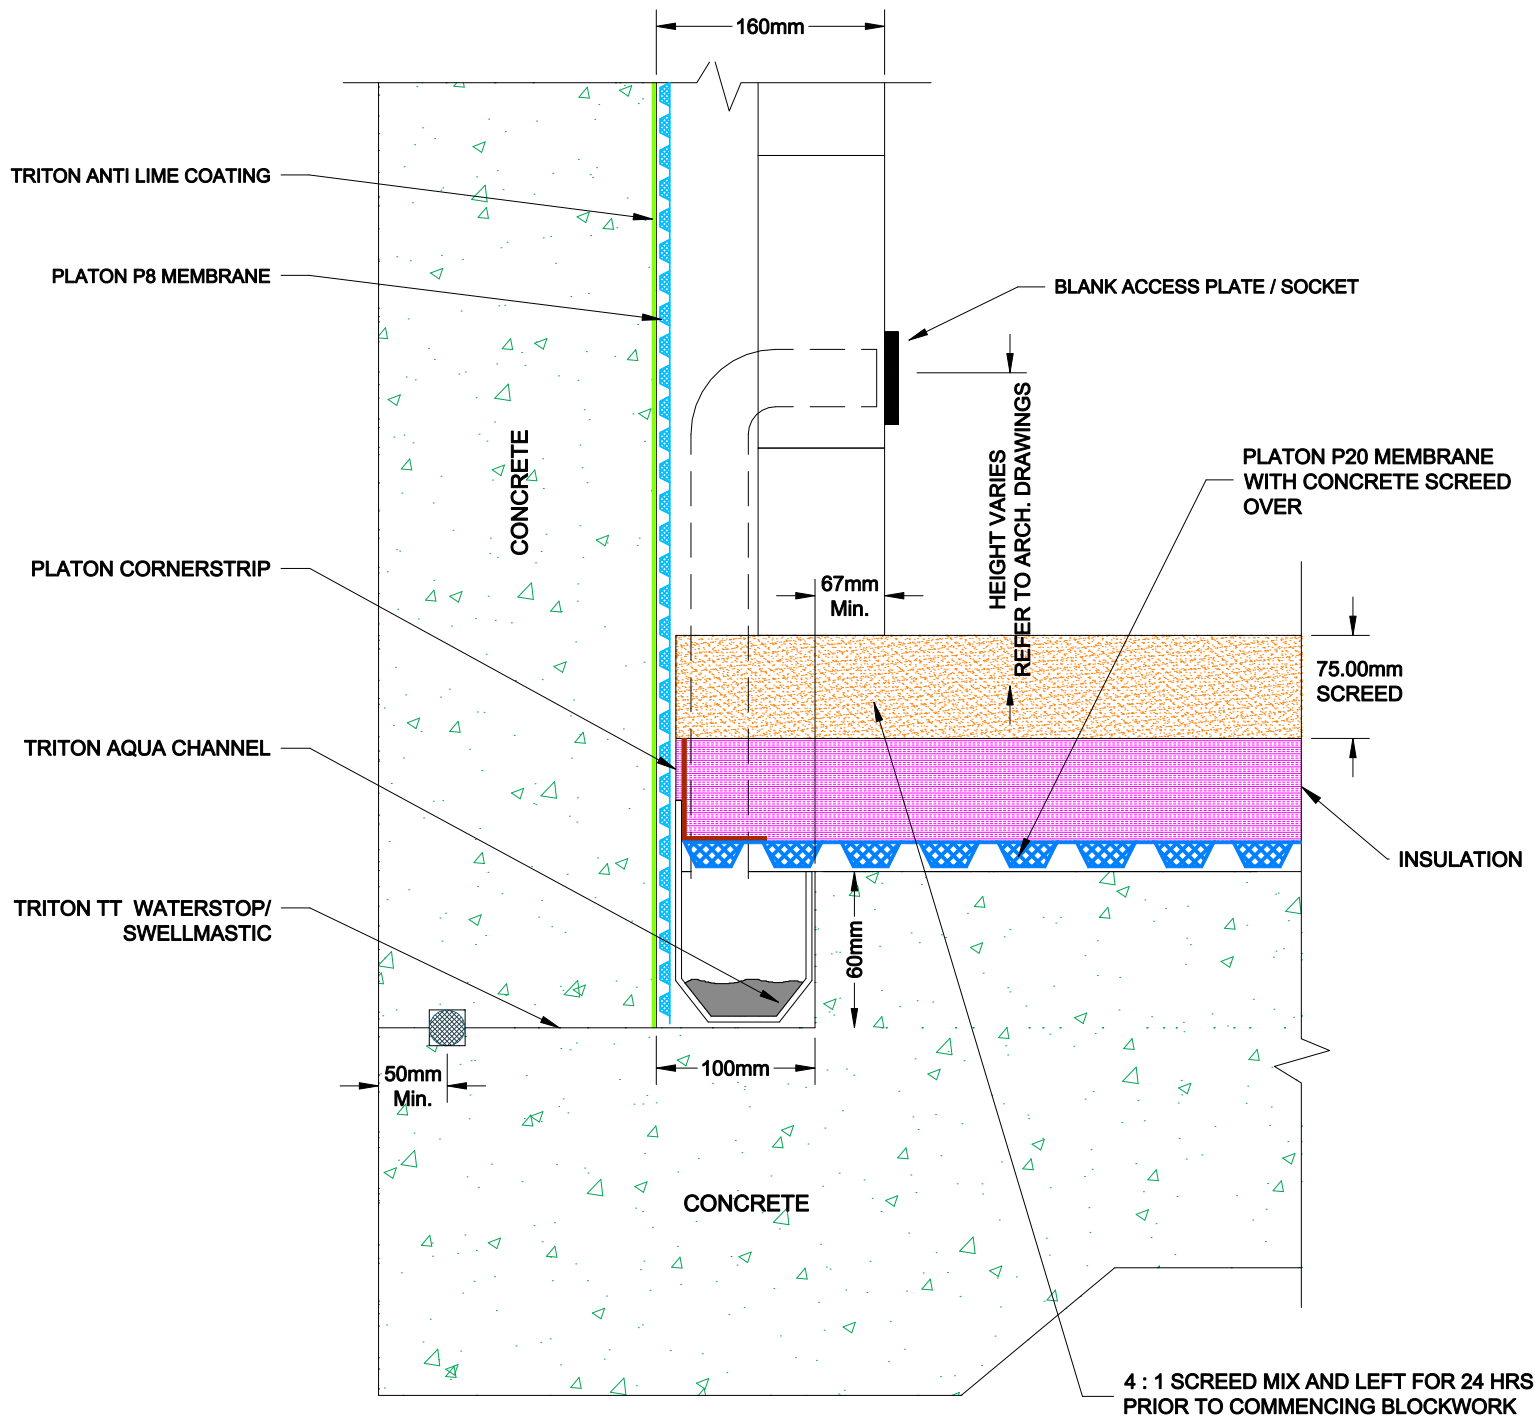 160mm
TRITON ANTI LIME COATING
PLATON P8 MEMBRANE
BLANK ACCESS PLATE / SOCKET
CONCRETE
HEIGHT VARIES
REFER TO ARCH. DRAWINGS
PLATON P20 MEMBRANE
WITH CONCRETE SCREED
OVER
PLATON CORNERSTRIP
67mm
Min.
75.00mm
SCREED
TRITON AQUA CHANNEL
INSULATION
TRITON TT WATERSTOP/
SWELLMASTIC
60mm
100mm
50mm
Min.
CONCRETE
4 : 1 SCREED MIX AND LEFT FOR 24 HRS
PRIOR TO COMMENCING BLOCKWORK